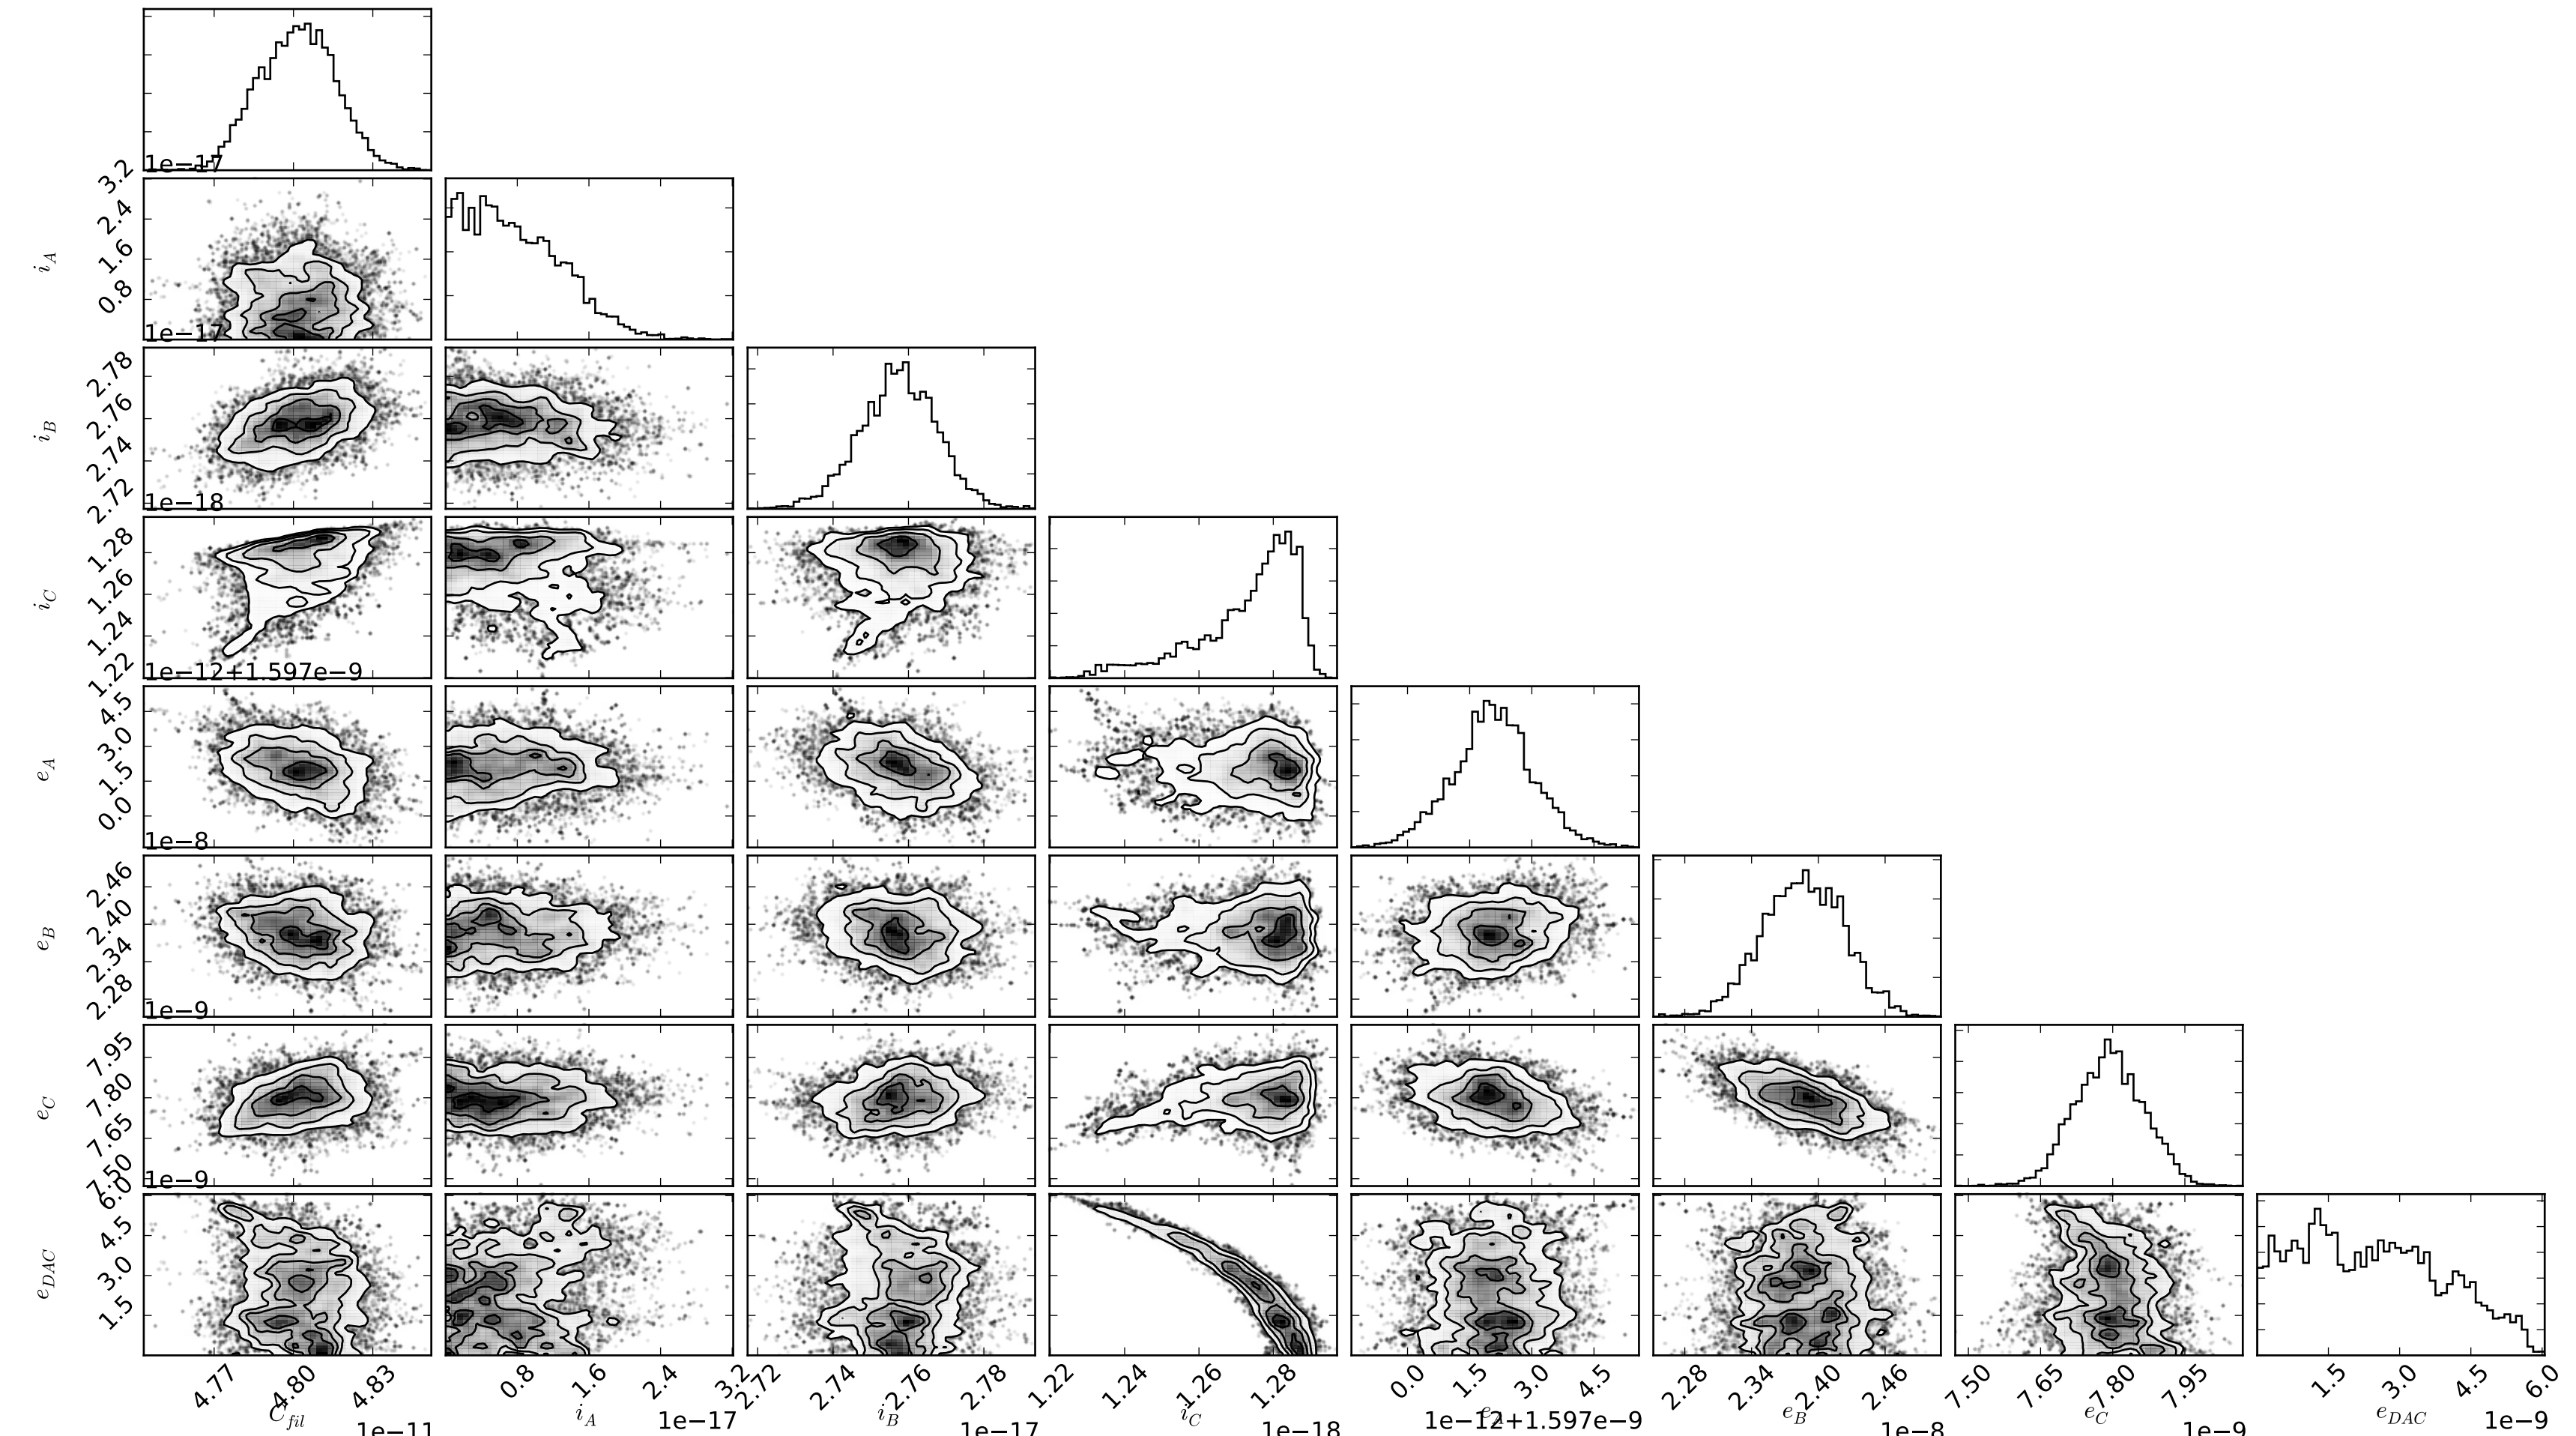 1e−17
3.2
2.4
1.6
0.8
i_A
1e−17
2.78
2.76
2.74
2.72
i_B
1e−18
1.28
1.26
1.24
1.22
i_C
1e−12+1.597e−9
4.5
3.0
1.5
0.0
e_A
1e−8
2.46
2.40
2.34
2.28
e_B
1e−9
7.95
7.80
7.65
7.50
e_C
1e−9
6.0
4.5
3.0
1.5
e_DAC
4.77 4.80 4.83 0.8 1.6 2.4 3.2 2.72 2.74 2.76 2.78 1.22 1.24 1.26 1.28 0.0 1.5 3.0 4.5 2.28 2.34 2.40 2.46 7.50 7.65 7.80 7.95 1.5 3.0 4.5 6.0
C_fil i_A i_B i_C e_A e_B e_C e_DAC
1e−11 1e−17 1e−17 1e−18 1e−12+1.597e−9 1e−8 1e−9 1e−9